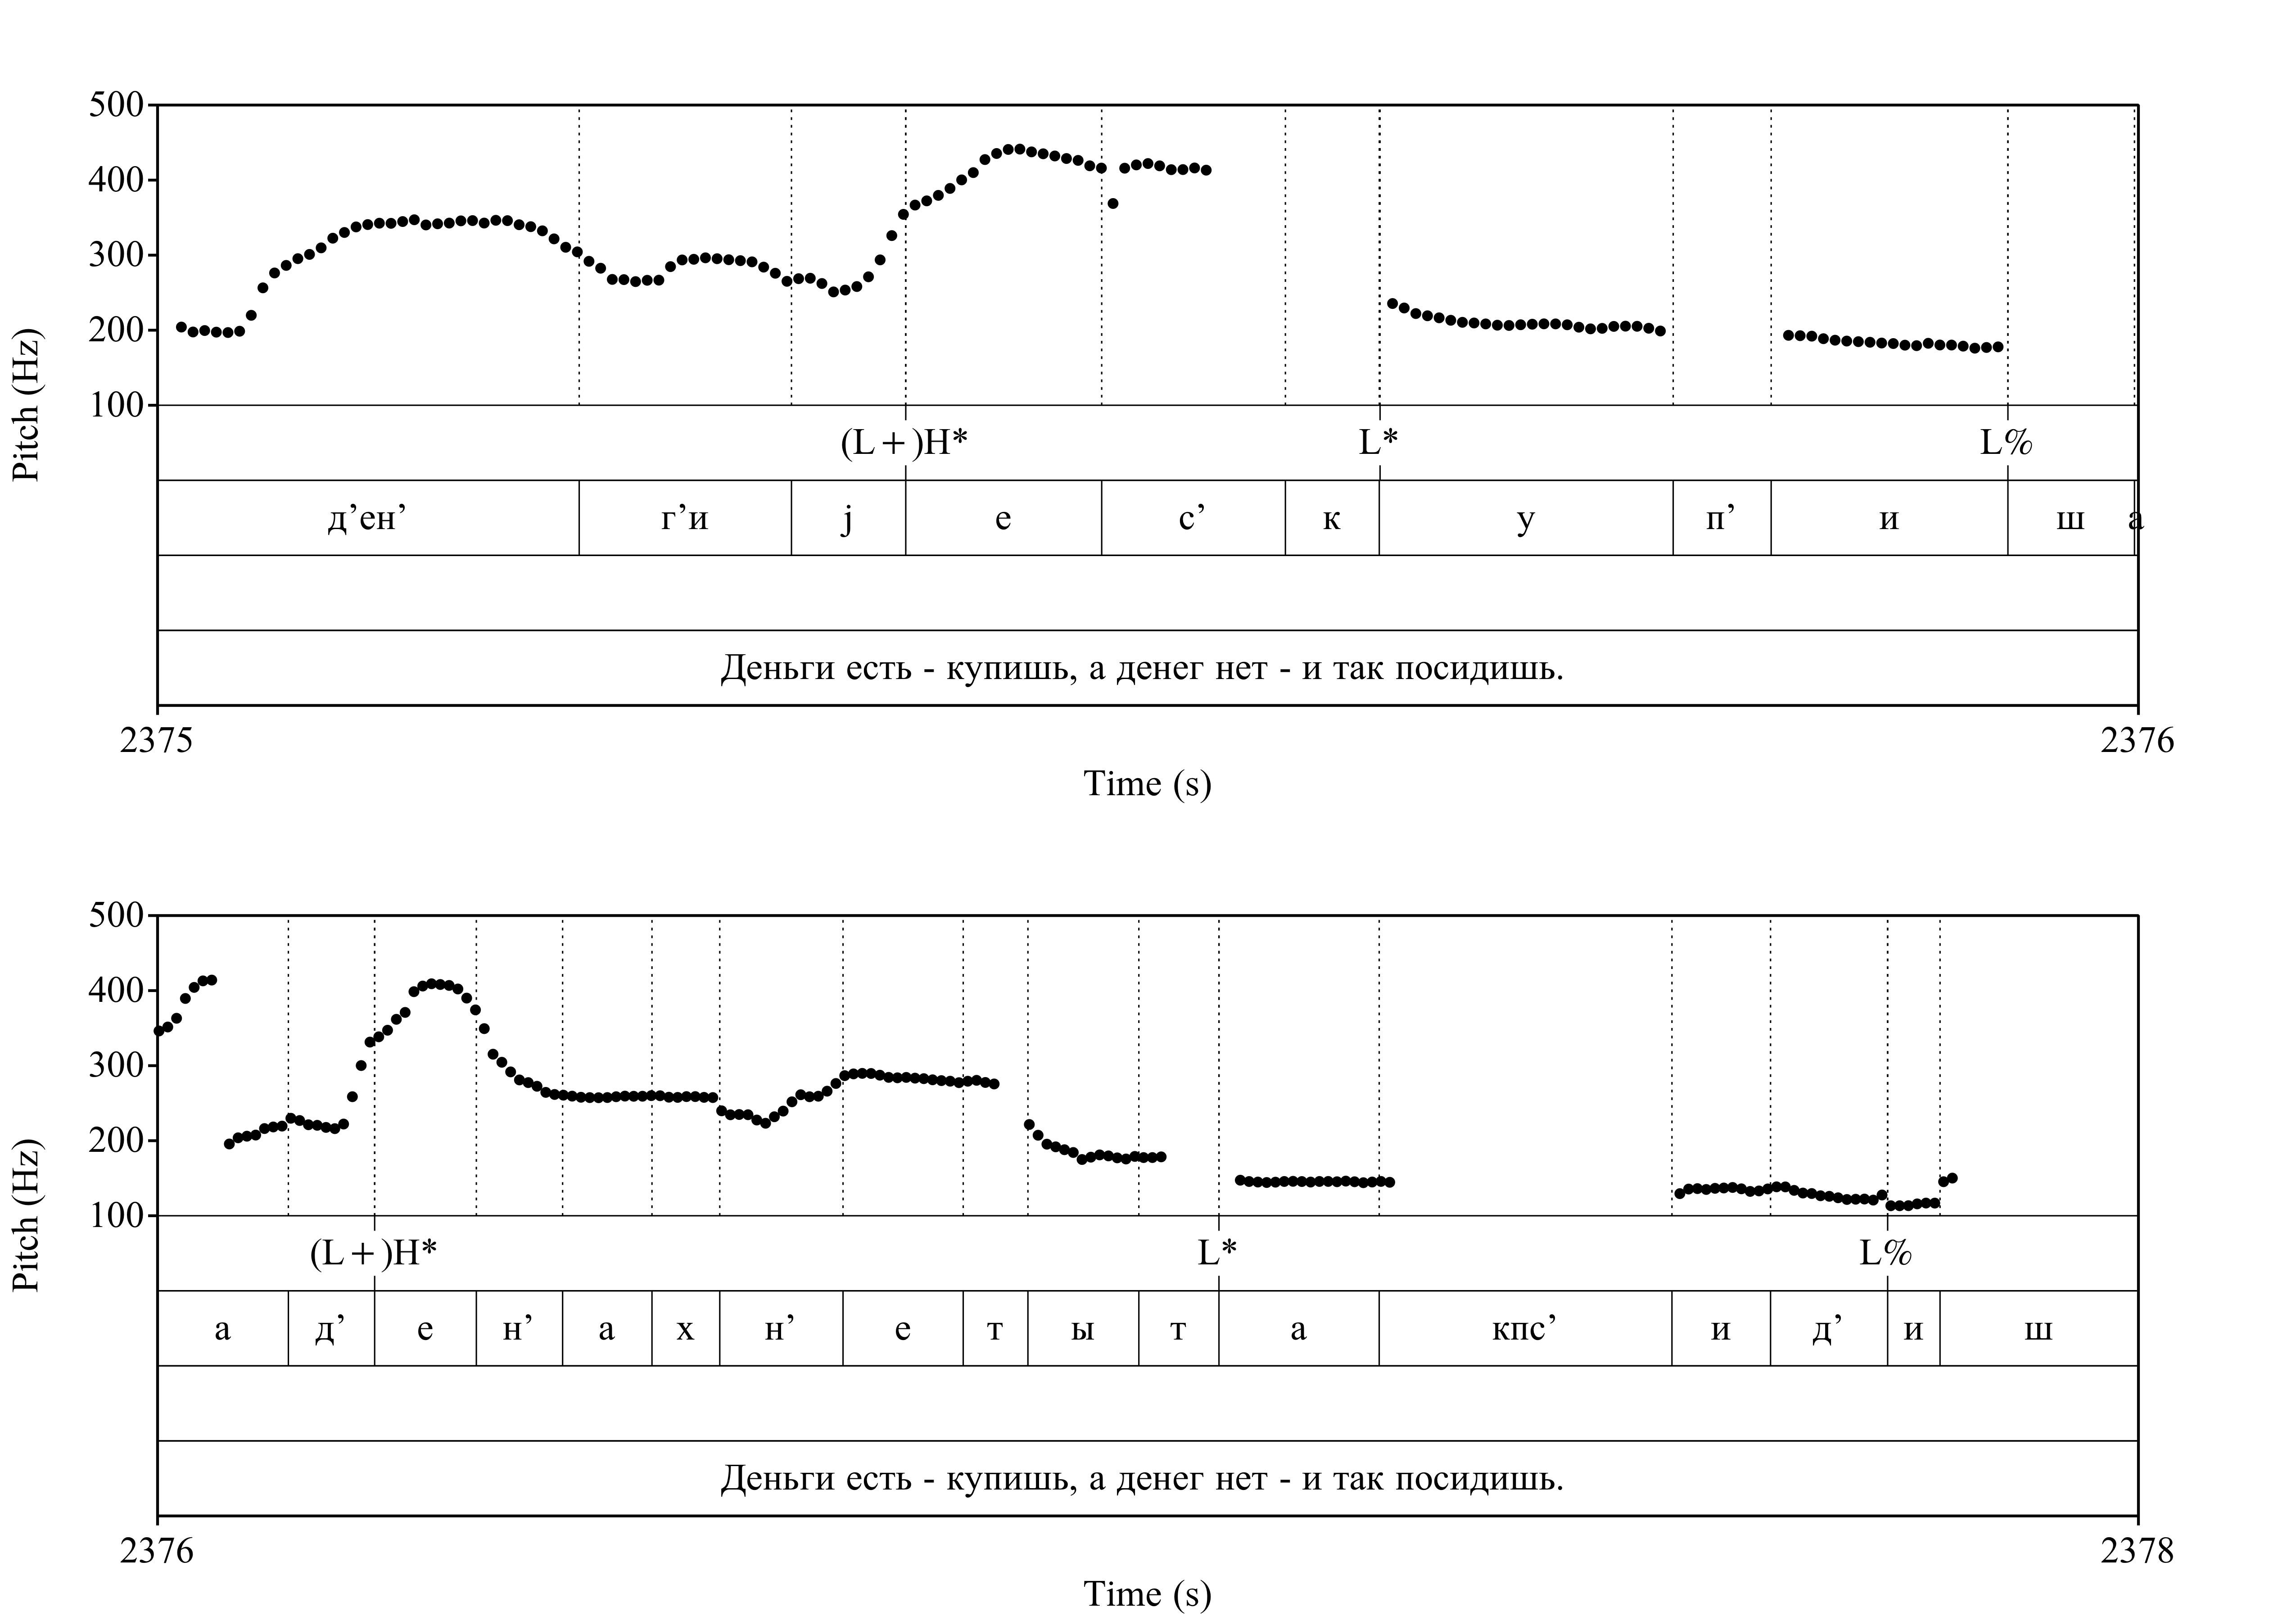 500
400
300
200
100
Pitch (Hz)
(L+)H* L* L%
д’ен’ г’и j е с’ к у п’ и ш а
Деньги есть - купишь, а денег нет - и так посидишь.
2375 2376
Time (s)
500
400
300
200
100
Pitch (Hz)
(L+)H* L* L%
а д’ е н’ а х н’ е т ы т а кпс’ и д’ и ш
Деньги есть - купишь, а денег нет - и так посидишь.
2376 2378
Time (s)